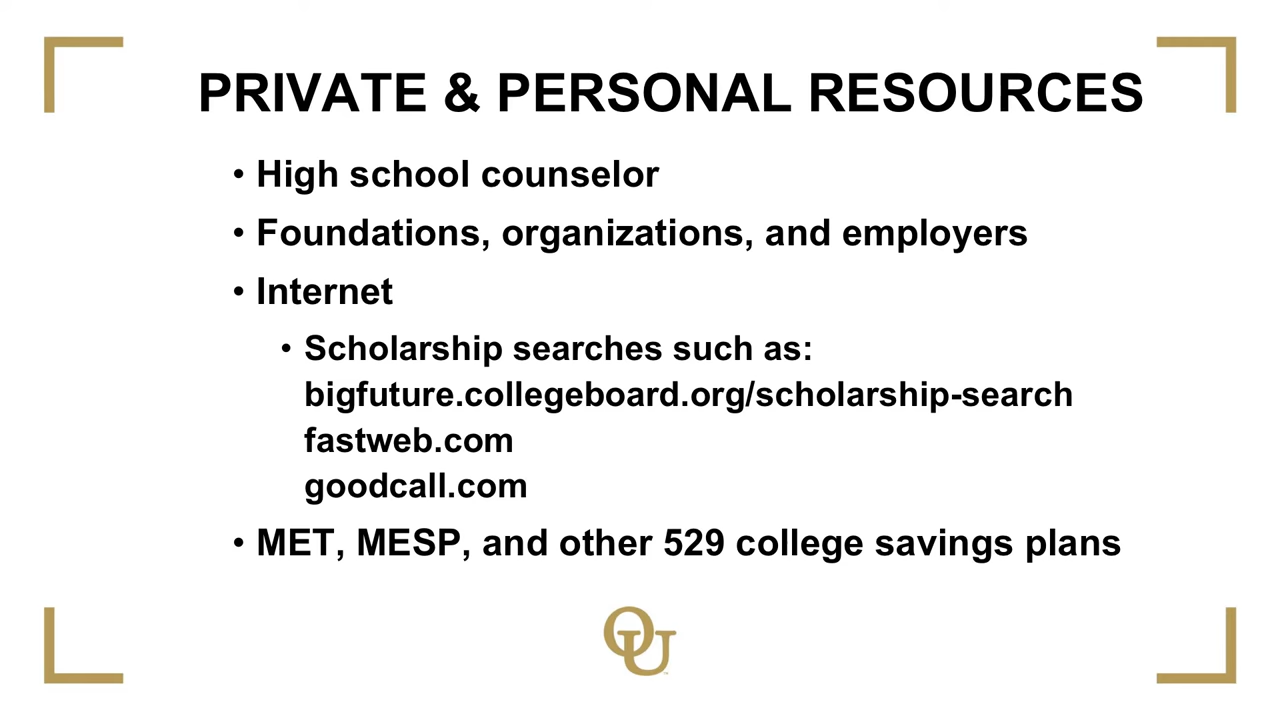 PRIVATE & PERSONAL RESOURCES
• High school counselor
• Foundations, organizations, and employers
• Internet
• Scholarship searches such as:
bigfuture.collegeboard.org/scholarship-search
fastweb.com
goodcall.com
• MET, MESP, and other 529 college savings plans
OU